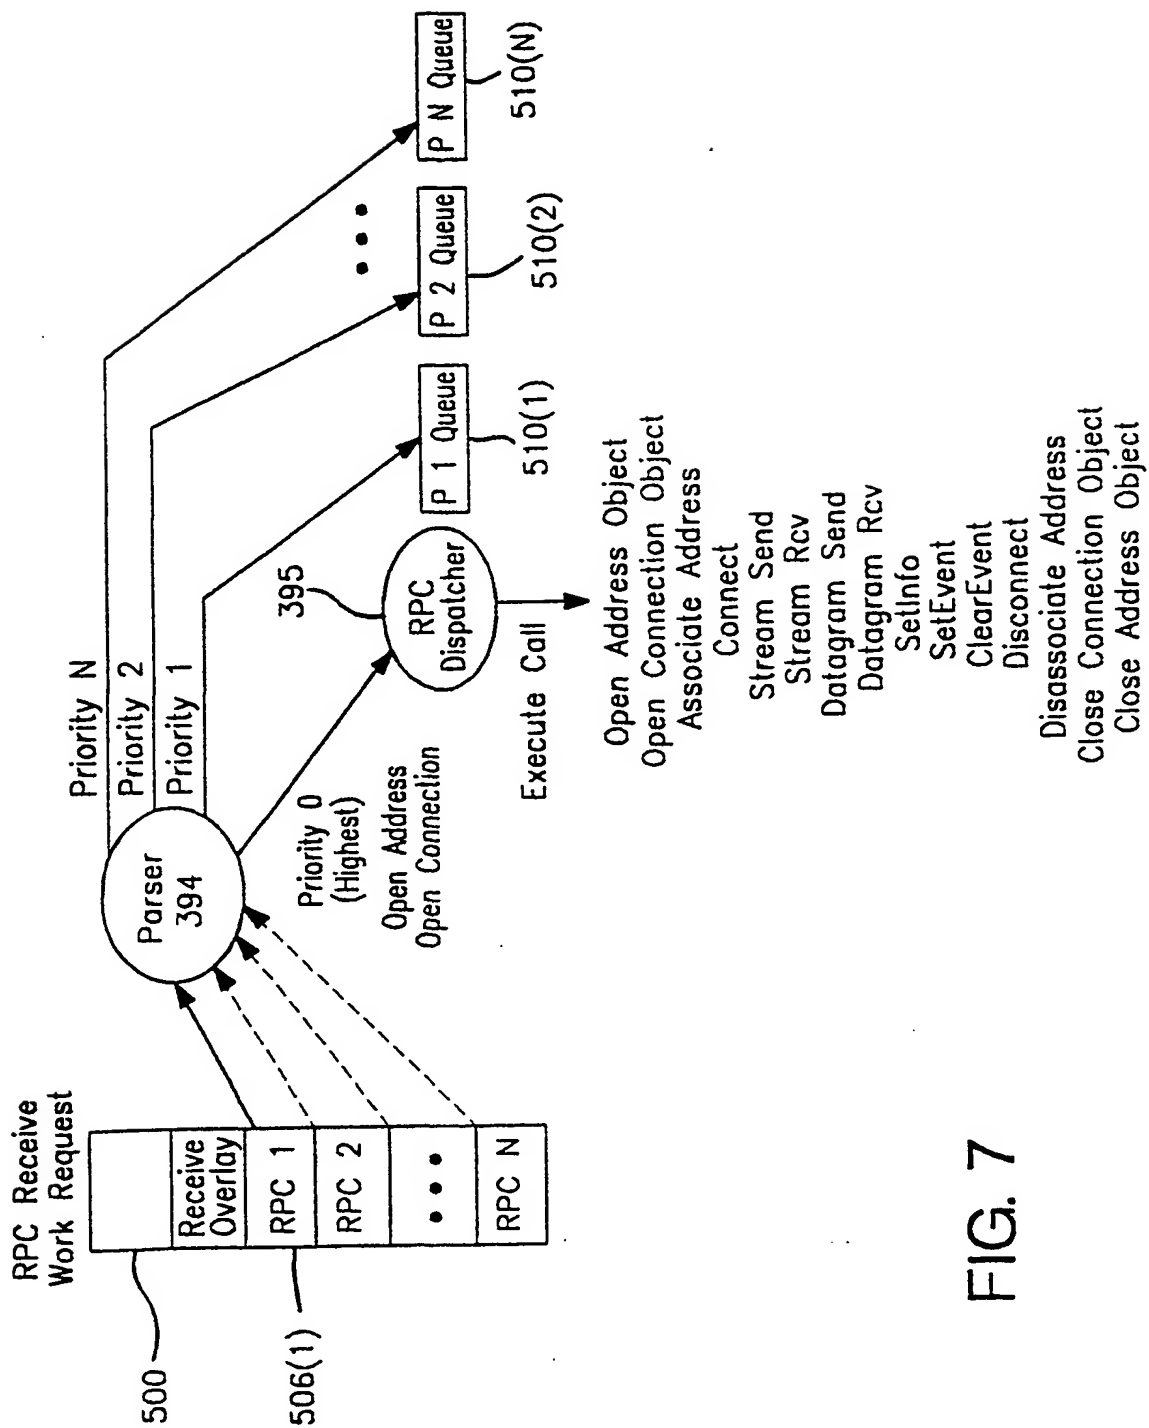 RPC Receive
Work Request
500
Receive
Overlay
RPC 1
506(1)
RPC 2
•••
RPC N
Parser
394
Priority N
Priority 2
Priority 1
Priority 0
(Highest)
Open Address
Open Connection
395
RPC
Dispatcher
P 1 Queue
510(1)
P 2 Queue
510(2)
•••
P N Queue
510(N)
Execute Call
Open Address Object
Open Connection Object
Associate Address
Connect
Stream Send
Stream Rcv
Datagram Send
Datagram Rcv
SetInfo
SetEvent
ClearEvent
Disconnect
Disassociate Address
Close Connection Object
Close Address Object
FIG. 7